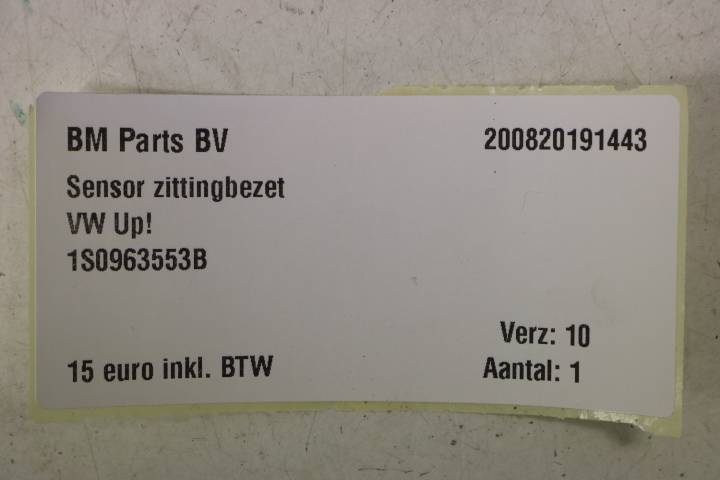 BM Parts BV 200820191443
Sensor zittingbezet
VW Up!
1S0963553B
Verz: 10
15 euro inkl. BTW Aantal: 1